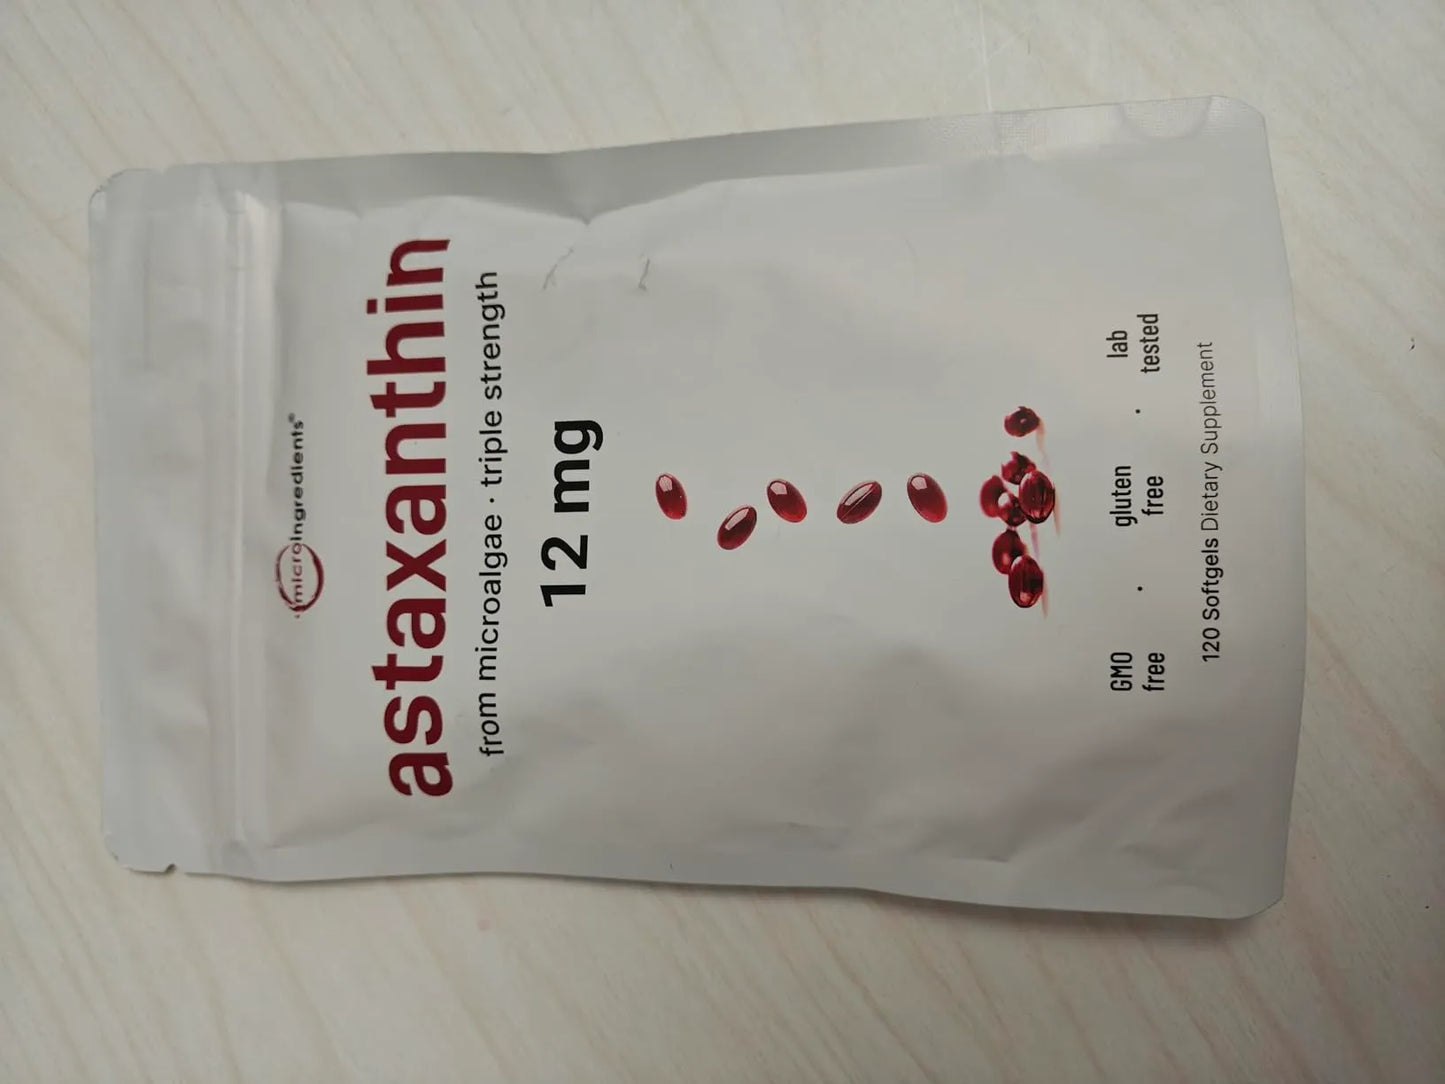 microIngredients®
astaxanthin
from microalgae · triple strength
12 mg
GMO free · gluten free · lab tested
120 Softgels Dietary Supplement